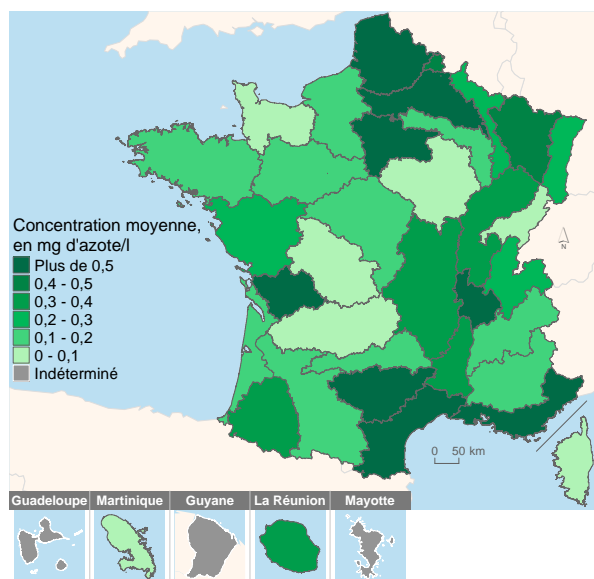 Concentration moyenne,
en mg d'azote/l
Plus de 0,5
0,4 - 0,5
0,3 - 0,4
0,2 - 0,3
0,1 - 0,2
0 - 0,1
Indéterminé
N
0 50 km
Guadeloupe Martinique Guyane La Réunion Mayotte